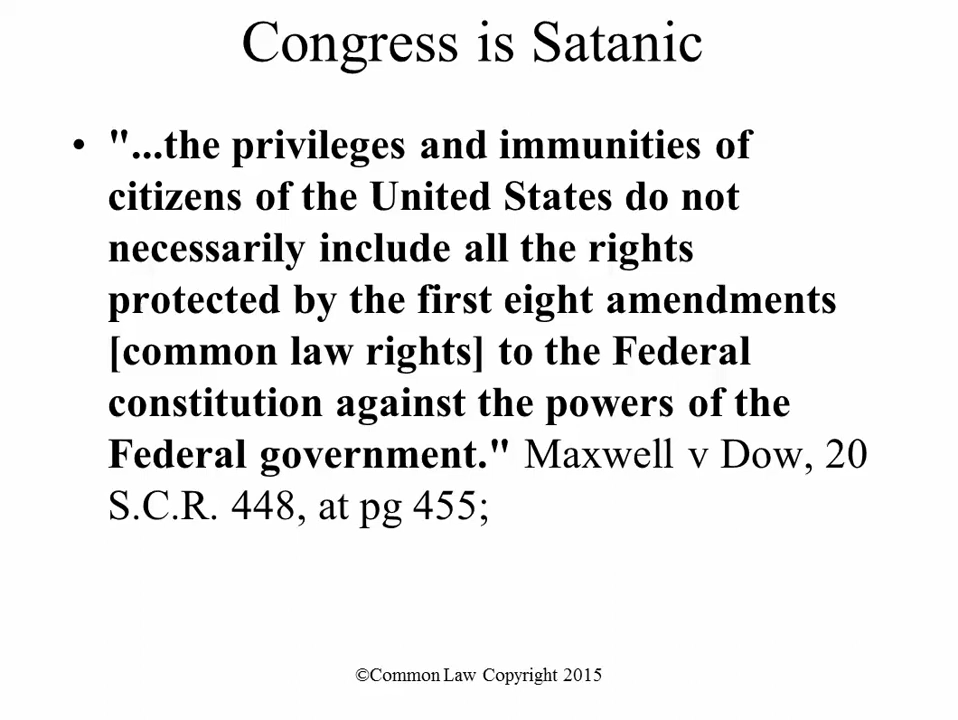 Congress is Satanic
• "...the privileges and immunities of
citizens of the United States do not
necessarily include all the rights
protected by the first eight amendments
[common law rights] to the Federal
constitution against the powers of the
Federal government." Maxwell v Dow, 20
S.C.R. 448, at pg 455;
©Common Law Copyright 2015